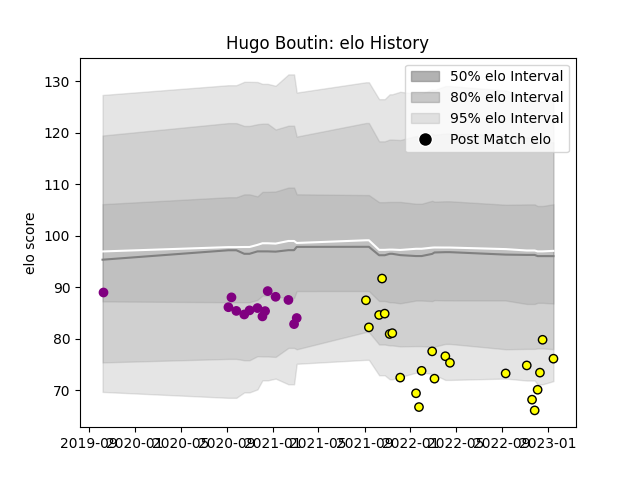 Hugo Boutin: elo History
50% elo Interval
80% elo Interval
95% elo Interval
Post Match elo
elo score
130
120
110
100
90
80
70
2019-09 2020-01 2020-05 2020-09 2021-01 2021-05 2021-09 2022-01 2022-05 2022-09 2023-01